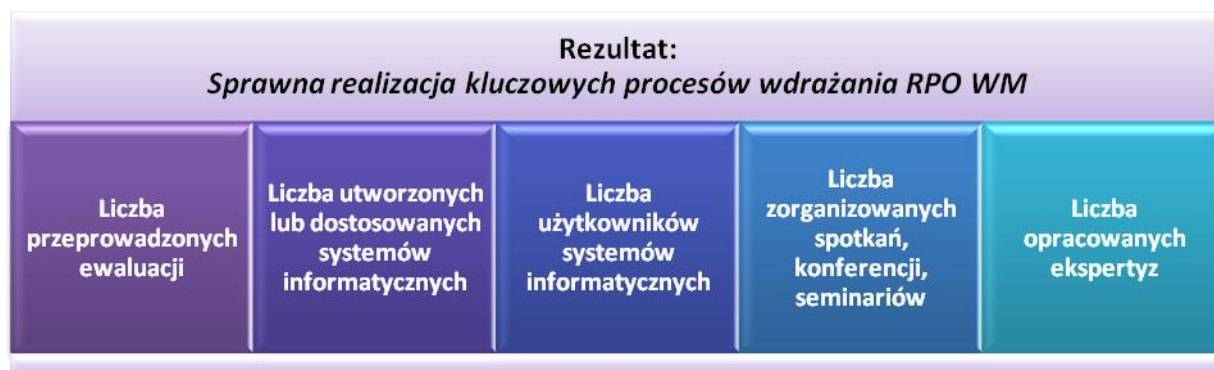 Rezultat:
Sprawna realizacja kluczowych procesów wdrażania RPO WM
Liczba
przeprowadzonych
ewaluacji
Liczba utworzonych
lub dostosowanych
systemów
informatycznych
Liczba
użytkowników
systemów
informatycznych
Liczba
zorganizowanych
spotkań,
konferencji,
seminariów
Liczba
opracowanych
ekspertyz